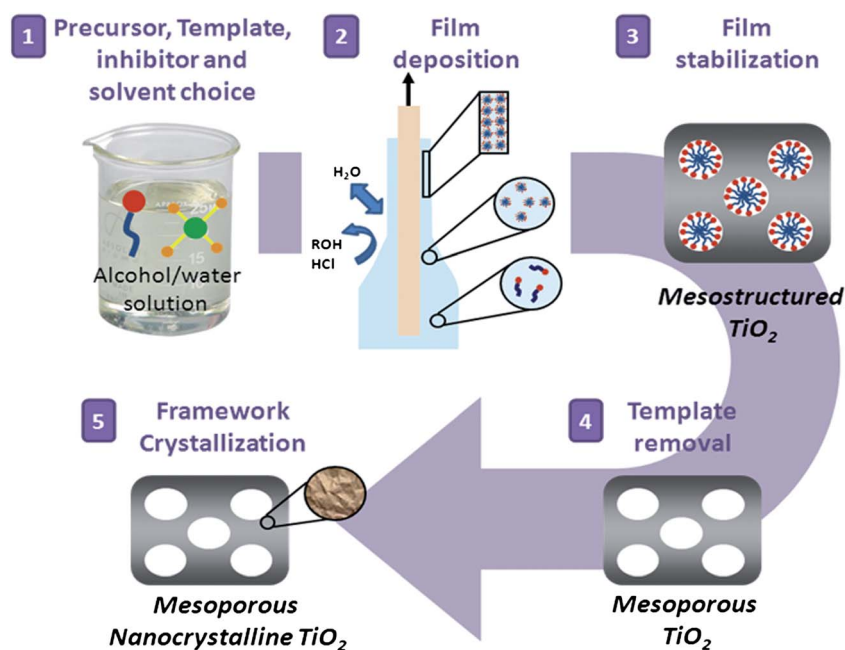 1
Precursor, Template,
inhibitor and
solvent choice
Alcohol/water
solution
2
Film
deposition
H₂O
ROH
HCl
3
Film
stabilization
Mesostructured
TiO₂
4
Template
removal
Mesoporous
TiO₂
5
Framework
Crystallization
Mesoporous
Nanocrystalline TiO₂